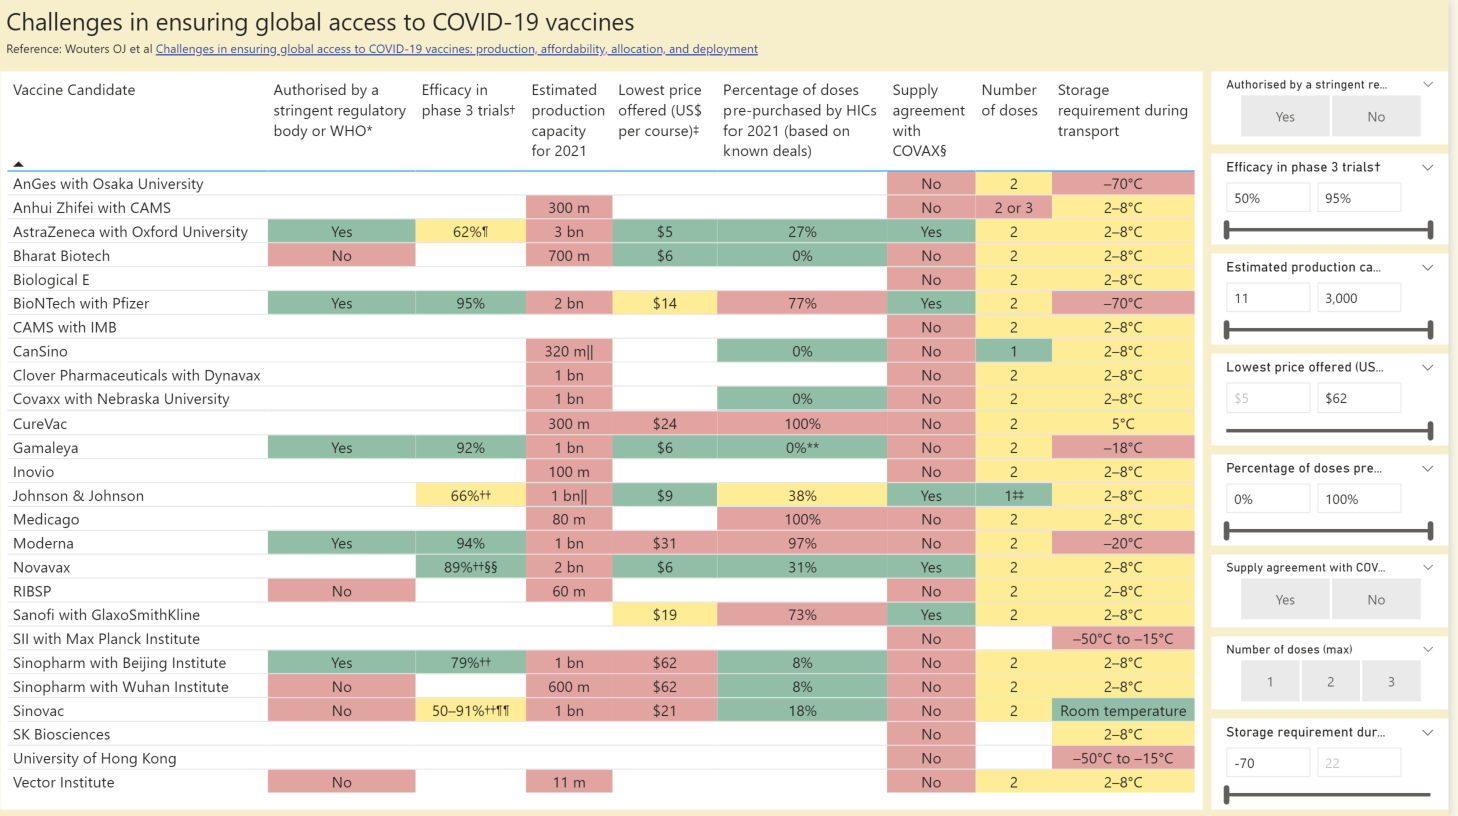 Challenges in ensuring global access to COVID-19 vaccines
Reference: Wouters OJ et al Challenges in ensuring global access to COVID-19 vaccines: production, affordability, allocation, and deployment
Vaccine Candidate
Authorised by a
stringent regulatory
body or WHO*
Efficacy in
phase 3 trials†
Estimated
production
capacity
for 2021
Lowest price
offered (US$
per course)‡
Percentage of doses
pre-purchased by HICs
for 2021 (based on
known deals)
Supply
agreement
with
COVAX§
Number
of doses
Storage
requirement during
transport
AnGes with Osaka University No 2 –70°C
Anhui Zhifei with CAMS 300 m No 2 or 3 2–8°C
AstraZeneca with Oxford University Yes 62%¶ 3 bn $5 27% Yes 2 2–8°C
Bharat Biotech No 700 m $6 0% No 2 2–8°C
Biological E No 2 2–8°C
BioNTech with Pfizer Yes 95% 2 bn $14 77% Yes 2 –70°C
CAMS with IMB No 2 2–8°C
CanSino 320 m|| 0% No 1 2–8°C
Clover Pharmaceuticals with Dynavax 1 bn No 2 2–8°C
Covaxx with Nebraska University 1 bn 0% No 2 2–8°C
CureVac 300 m $24 100% No 2 5°C
Gamaleya Yes 92% 1 bn $6 0%** No 2 –18°C
Inovio 100 m No 2 2–8°C
Johnson & Johnson 66%†† 1 bn|| $9 38% Yes 1‡‡ 2–8°C
Medicago 80 m 100% No 2 2–8°C
Moderna Yes 94% 1 bn $31 97% No 2 –20°C
Novavax 89%††§§ 2 bn $6 31% Yes 2 2–8°C
RIBSP No 60 m No 2 2–8°C
Sanofi with GlaxoSmithKline $19 73% Yes 2 2–8°C
SII with Max Planck Institute No –50°C to –15°C
Sinopharm with Beijing Institute Yes 79%†† 1 bn $62 8% No 2 2–8°C
Sinopharm with Wuhan Institute No 600 m $62 8% No 2 2–8°C
Sinovac No 50–91%††¶¶ 1 bn $21 18% No 2 Room temperature
SK Biosciences No 2–8°C
University of Hong Kong No –50°C to –15°C
Vector Institute No 11 m No 2 2–8°C
Authorised by a stringent re...
Yes No
Efficacy in phase 3 trials†
50% 95%
Estimated production ca...
11 3,000
Lowest price offered (US...
$5 $62
Percentage of doses pre...
0% 100%
Supply agreement with COV...
Yes No
Number of doses (max)
1 2 3
Storage requirement dur...
-70 22